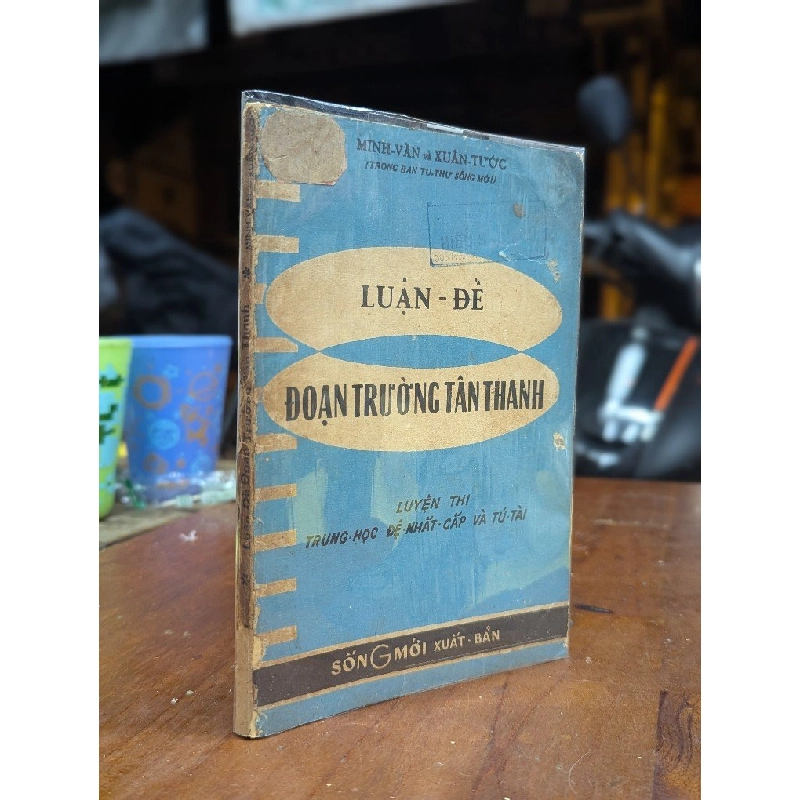 MINH-VĂN và XUÂN-TƯỚC
(TRONG BAN TU-THƯ SỐNG MỚI)
LUẬN - ĐỀ
ĐOẠN TRƯỜNG TÂN THANH
LUYỆN THI
TRUNG-HỌC ĐỆ-NHẤT-CẤP VÀ TÚ-TÀI
SỐNG MỚI XUẤT-BẢN